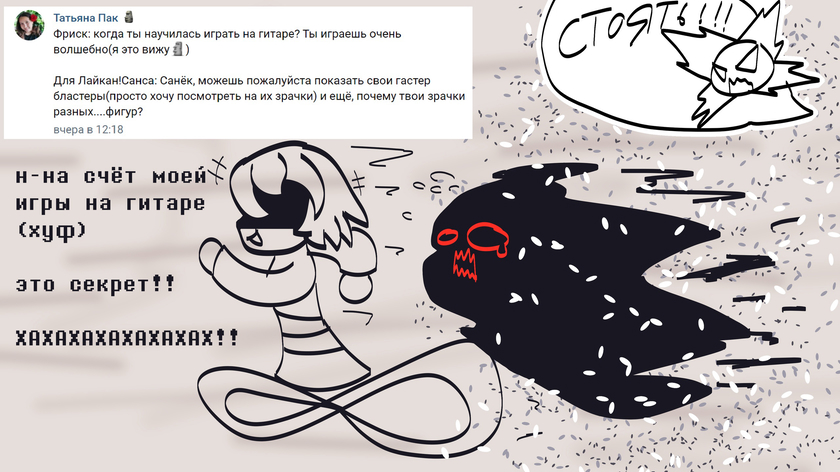 Татьяна Пак 🗿
Фриск: когда ты научилась играть на гитаре? Ты играешь очень
волшебно(я это вижу 🗿 )
Для Лайкан!Санса: Санёк, можешь пожалуйста показать свои гастер
бластеры(просто хочу посмотреть на их зрачки) и ещё, почему твои зрачки
разных....фигур?
вчера в 12:18
СТОЯТЬ!!!
н-на счёт моей
игры на гитаре
(хуф)
это секрет!!
ХАХАХАХАХАХАХАХ!!